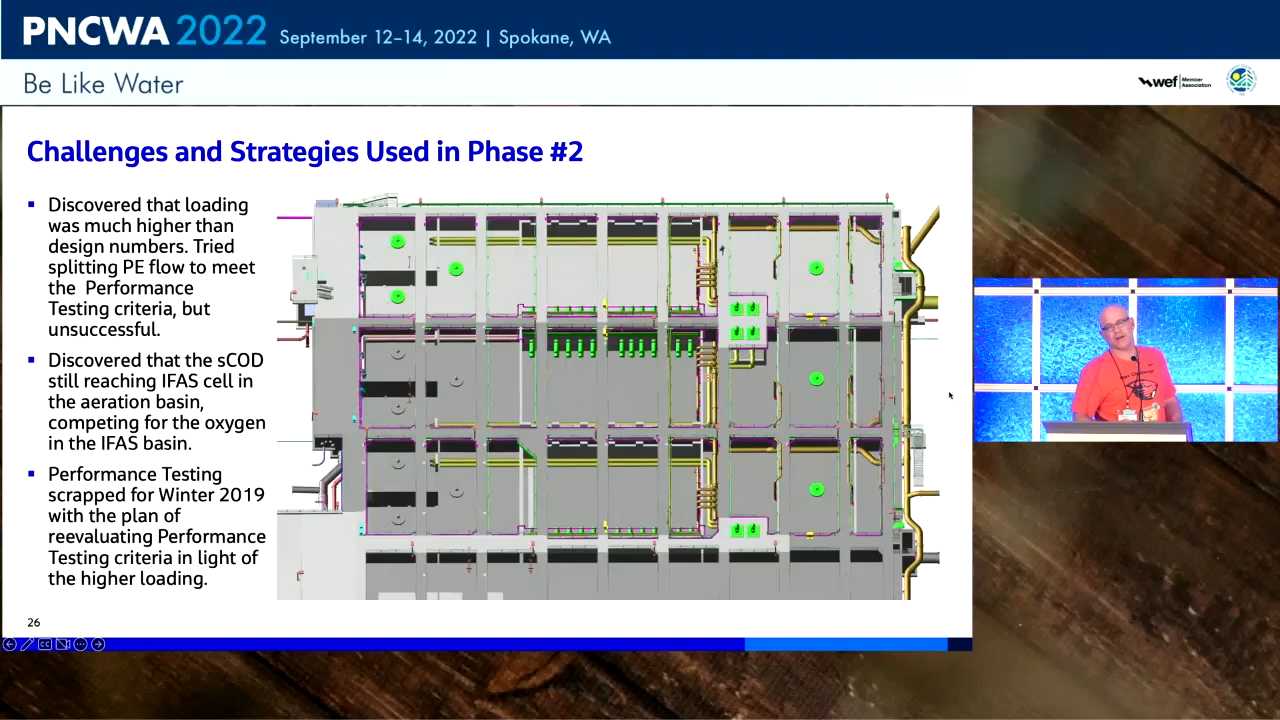 PNCWA 2022 September 12–14, 2022 | Spokane, WA
Be Like Water
wef Member Association
Challenges and Strategies Used in Phase #2
▪ Discovered that loading
was much higher than
design numbers. Tried
splitting PE flow to meet
the Performance
Testing criteria, but
unsuccessful.
▪ Discovered that the sCOD
still reaching IFAS cell in
the aeration basin,
competing for the oxygen
in the IFAS basin.
▪ Performance Testing
scrapped for Winter 2019
with the plan of
reevaluating Performance
Testing criteria in light of
the higher loading.
26
CC